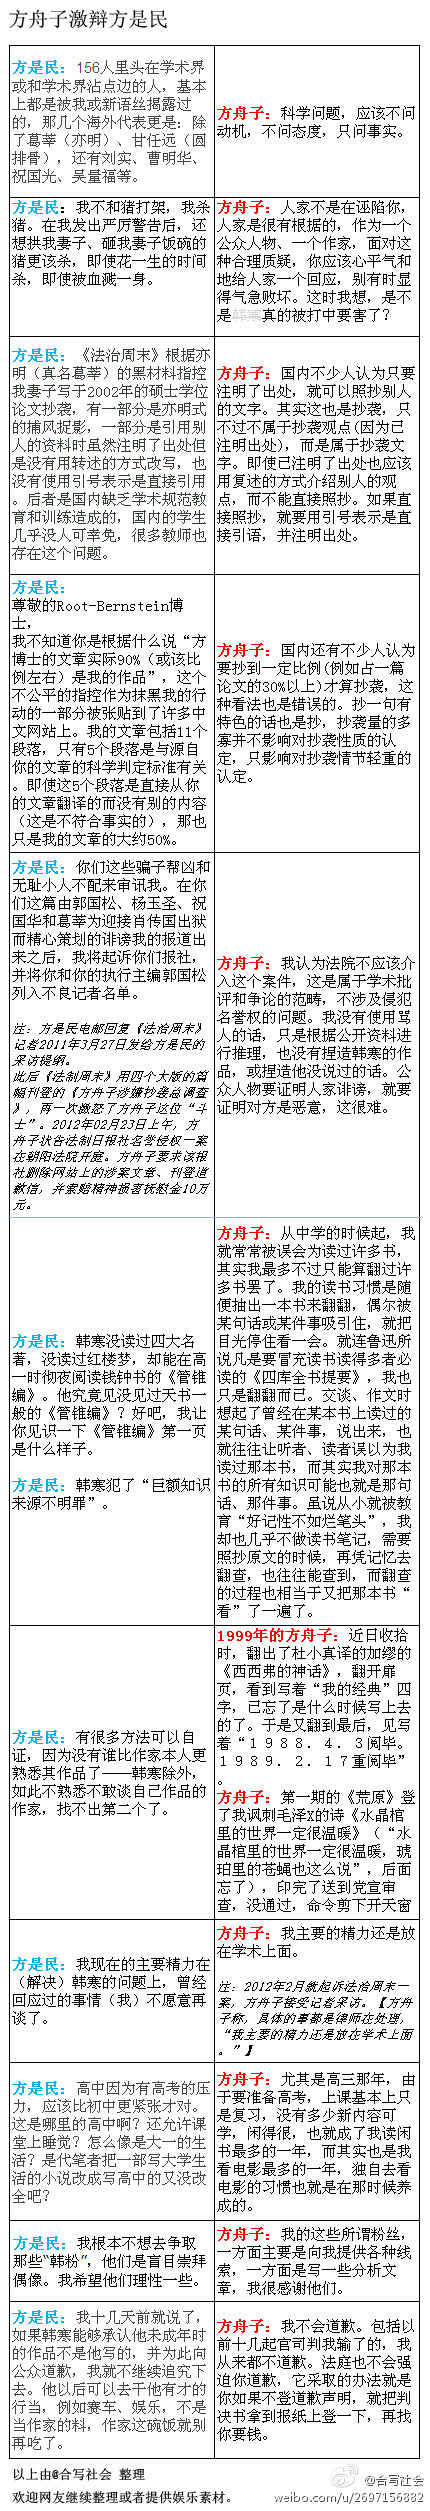 方舟子激辩方是民
方是民：156人里头在学术界
或和学术界沾点边的人，基本
上都是被我或新语丝揭露过
的，那几个海外代表更是：除
了葛莘（亦明）、甘任远（圆
排骨），还有刘实、曹明华、
祝国光、吴量福等。
方舟子：科学问题，应该不问
动机，不问态度，只问事实。
方是民：我不和猪打架，我杀
猪。在我发出严厉警告后，还
想拱我妻子、砸我妻子饭碗的
猪更该杀，即使花一生的时间
杀，即使被血溅一身。
方舟子：人家不是在诬陷你，
人家是很有根据的，作为一个
公众人物、一个作家，面对这
种合理质疑，你应该心平气和
地给人家一个回应，别有时显
得气急败坏。这时我想，是不
是韩寒真的被打中要害了？
方是民：《法治周末》根据亦
明（真名葛莘）的黑材料指控
我妻子写于2002年的硕士学位
论文抄袭，有一部分是亦明式
的捕风捉影，一部分是引用别
人的资料时虽然注明了出处但
是没有用转述的方式改写，也
没有使用引号表示是直接引用
。后者是国内缺乏学术规范教
育和训练造成的，国内的学生
几乎没人可幸免，很多教师也
存在这个问题。
方舟子：国内不少人认为只要
注明了出处，就可以照抄别人
的文字。其实这也是抄袭，只
不过不属于抄袭观点(因为已
注明出处)，而是属于抄袭文
字。即使已注明了出处也应该
用复述的方式介绍别人的观
点，而不能直接照抄。如果直
接照抄，就要用引号表示是直
接引语，并注明出处。
方是民：
尊敬的Root-Bernstein博
士，
我不知道你是根据什么说“方
博士的文章实际90%（或该比
例左右）是我的作品”，这个
不公平的指控作为抹黑我的行
动的一部分被张贴到了许多中
文网站上。我的文章包括11个
段落，只有5个段落是与源自
你的文章的科学判定标准有关
。即使这5个段落是直接从你
的文章翻译的而没有别的内容
（这是不符合事实的），那也
只是我的文章的大约50%。
方舟子：国内还有不少人认为
要抄到一定比例(例如占一篇
论文的30%以上)才算抄袭，这
种看法也是错误的。抄一句有
特色的话也是抄，抄袭量的多
寡并不影响对抄袭性质的认
定，只影响对抄袭情节轻重的
认定。
方是民：你们这些骗子帮凶和
无耻小人不配来审讯我。在你
们这篇由郭国松、杨玉圣、祝
国华和葛莘为迎接肖传国出狱
而精心策划的诽谤我的报道出
来之后，我将起诉你们报社，
并将你和你的执行主编郭国松
列入不良记者名单。
注：方是民电邮回复《法治周末》
记者2011年3月27日发给方是民的
采访提纲。
此后《法制周末》用四个大版的篇
幅刊登的《方舟子涉嫌抄袭总调查
》，再一次激怒了方舟子这位“斗
士”。2012年02月23日上午，方
舟子状告法制日报社名誉侵权一案
在朝阳法院开庭。方舟子要求该报
社删除网站上的涉案文章、刊登道
歉信，并索赔精神损害抚慰金10万
元。
方舟子：我认为法院不应该介
入这个案件，这是属于学术批
评和争论的范畴，不涉及侵犯
名誉权的问题。我没有使用骂
人的话，只是根据公开资料进
行推理，也没有捏造韩寒的作
品，或捏造他没说过的话。公
众人物要证明人家诽谤，就要
证明对方是恶意，这很难。
方是民：韩寒没读过四大名
著，没读过红楼梦，却能在高
一时彻夜阅读钱钟书的《管锥
编》。他究竟见没见过天书一
般的《管锥编》？好吧，我让
你见识一下《管锥编》第一页
是什么样子。
方是民：韩寒犯了“巨额知识
来源不明罪”。
方舟子：从中学的时候起，我
就常常被误会为读过许多书，
其实我最多不过只能算翻过许
多书罢了。我的读书习惯是随
便抽出一本书来翻翻，偶尔被
某句话或某件事吸引住，就把
目光停住看一会。就连鲁迅所
说凡是要冒充读书读得多者必
读的《四库全书提要》，我也
只是翻翻而已。交谈、作文时
想起了曾经在某本书上读过的
某句话、某件事，说出来，也
就往往让听者、读者误以为我
读过那本书，而其实我对那本
书的所有知识可能也就是那句
话、那件事。虽说从小就被教
育“好记性不如烂笔头”，我
却也几乎不做读书笔记，需要
照抄原文的时候，再凭记忆去
翻查，也往往能查到，而翻查
的过程也相当于又把那本书“
看”了一遍了。
方是民：有很多方法可以自
证，因为没有谁比作家本人更
熟悉其作品了——韩寒除外，
如此不熟悉不敢谈自己作品的
作家，找不出第二个了。
1999年的方舟子：近日收拾
时，翻出了杜小真译的加缪的
《西西弗的神话》，翻开扉
页，看到写着“我的经典”四
字，已忘了是什么时候写上去
的了。于是又翻到最后，见写
着“１９８８．４．３阅毕。
１９８９．２．１７重阅毕”
。
方舟子：第一期的《荒原》登
了我讽刺毛泽X的诗《水晶棺
里的世界一定很温暖》（“水
晶棺里的世界一定很温暖，琥
珀里的苍蝇也这么说”，后面
忘了），印完了送到党宣审
查，没通过，命令剪下开天窗
方是民：我现在的主要精力在
（解决）韩寒的问题上，曾经
回应过的事情（我）不愿意再
谈了。
方舟子：我主要的精力还是放
在学术上面。
注：2012年2月就起诉法治周末一
案，方舟子接受记者采访。【方舟
子称，具体的事都是律师在处理，
“我主要的精力还是放在学术上面
。”】
方是民：高中因为有高考的压
力，应该比初中更紧张才对。
这是哪里的高中啊？还允许课
堂上睡觉？怎么像是大一的生
活？是代笔者把一部写大学生
活的小说改成写高中的又没改
全吧？
方舟子：尤其是高三那年，由
于要准备高考，上课基本上只
是复习，没有多少新内容可
学，闲得很，也就成了我读闲
书最多的一年，而其实也是我
看电影最多的一年，独自去看
电影的习惯也就是在那时候养
成的。
方是民：我根本不想去争取
那些“韩粉”，他们是盲目崇拜
偶像。我希望他们理性一些。
方舟子：我的这些所谓粉丝，
一方面主要是向我提供各种线
索，一方面是写一些分析文
章，我很感谢他们。
方是民：我十几天前就说了，
如果韩寒能够承认他未成年时
的作品不是他写的，并为此向
公众道歉，我就不继续追究下
去。他以后可以去干他有才的
行当，例如赛车、娱乐，不是
当作家的料，作家这碗饭就别
再吃了。
方舟子：我不会道歉。包括以
前十几起官司判我输了的，我
从来都不道歉。法庭也不会强
迫你道歉，它采取的办法就是
你如果不登道歉声明，就把判
决书拿到报纸上登一下，再找
你要钱。
以上由@合写社会 整理
欢迎网友继续整理或者提供娱乐素材。
@合写社会
weibo.com/u/2697156882